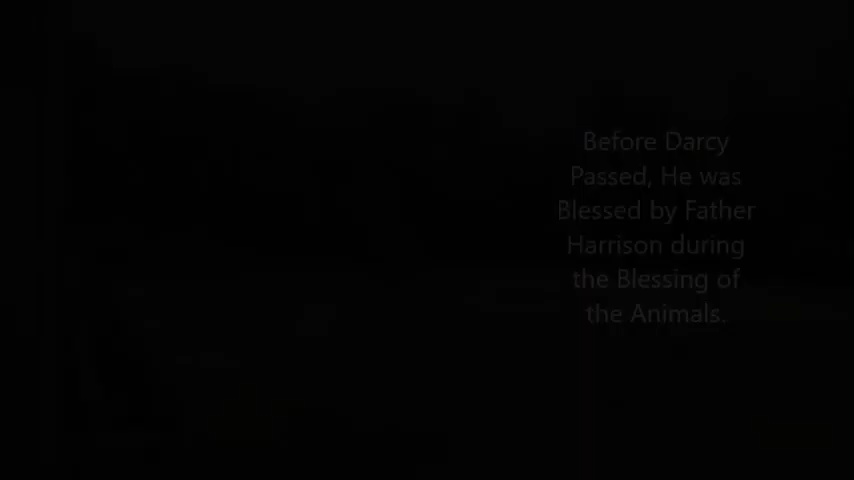 Before Darcy
Passed, He was
Blessed by Father
Harrison during
the Blessing of
the Animals.